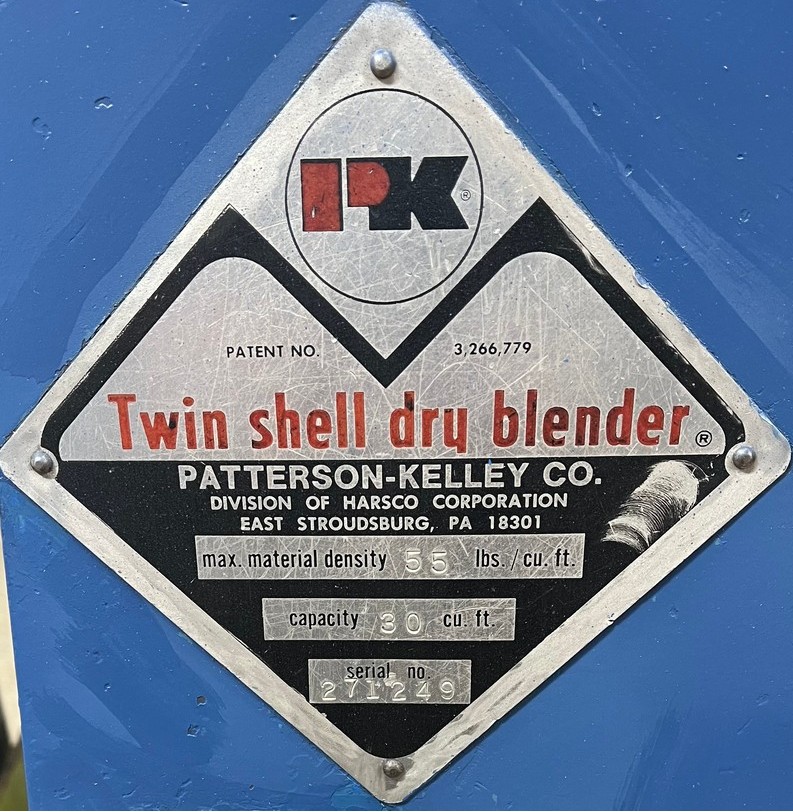 PK®
PATENT NO. 3,266,779
Twin shell dry blender®
PATTERSON-KELLEY CO.
DIVISION OF HARSCO CORPORATION
EAST STROUDSBURG, PA 18301
max. material density 55 lbs./cu. ft.
capacity 30 cu. ft.
serial no.
271249